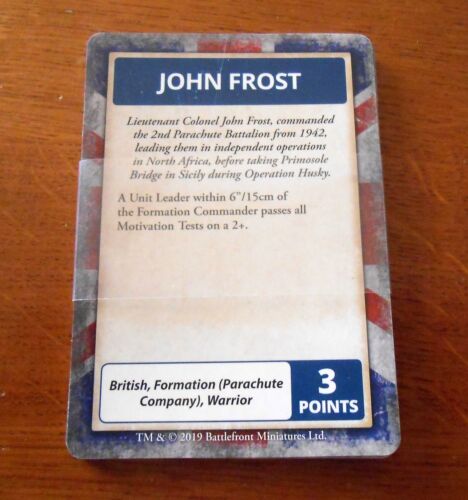 JOHN FROST
Lieutenant Colonel John Frost, commanded
the 2nd Parachute Battalion from 1942,
leading them in independent operations
in North Africa, before taking Primosole
Bridge in Sicily during Operation Husky.
A Unit Leader within 6"/15cm of
the Formation Commander passes all
Motivation Tests on a 2+.
British, Formation (Parachute
Company), Warrior
3
POINTS
TM & © 2019 Battlefront Miniatures Ltd.